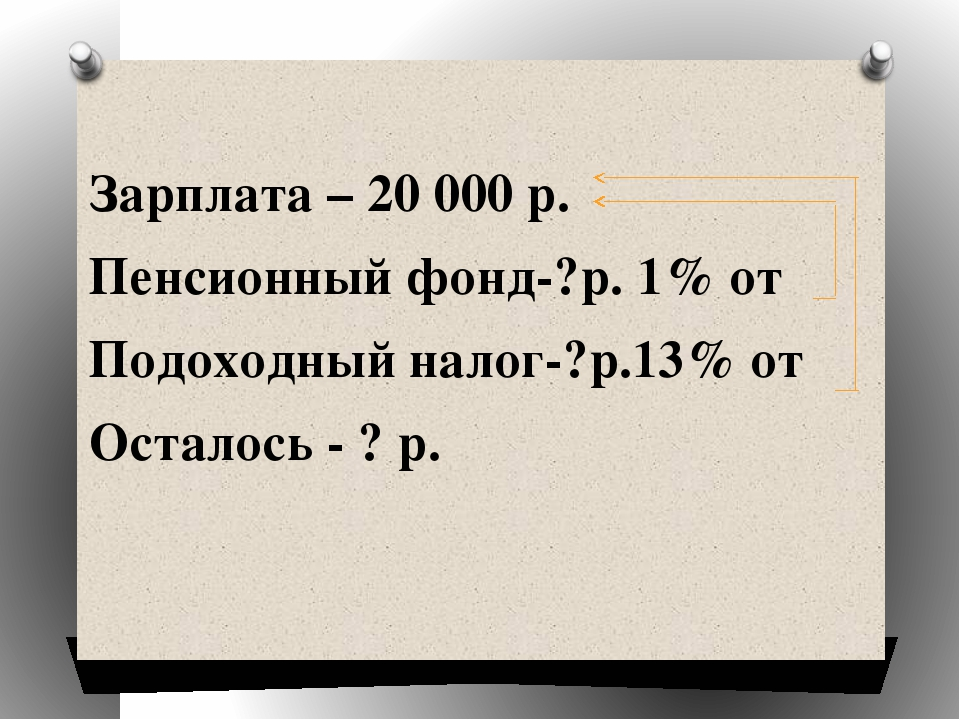 Зарплата – 20 000 р.
Пенсионный фонд-?р. 1% от
Подоходный налог-?р.13% от
Осталось - ? р.